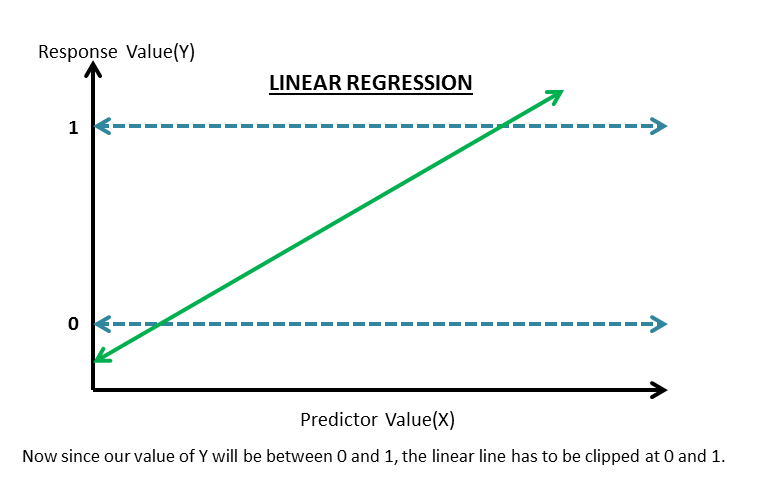 Response Value(Y)
LINEAR REGRESSION
1
0
Predictor Value(X)
Now since our value of Y will be between 0 and 1, the linear line has to be clipped at 0 and 1.